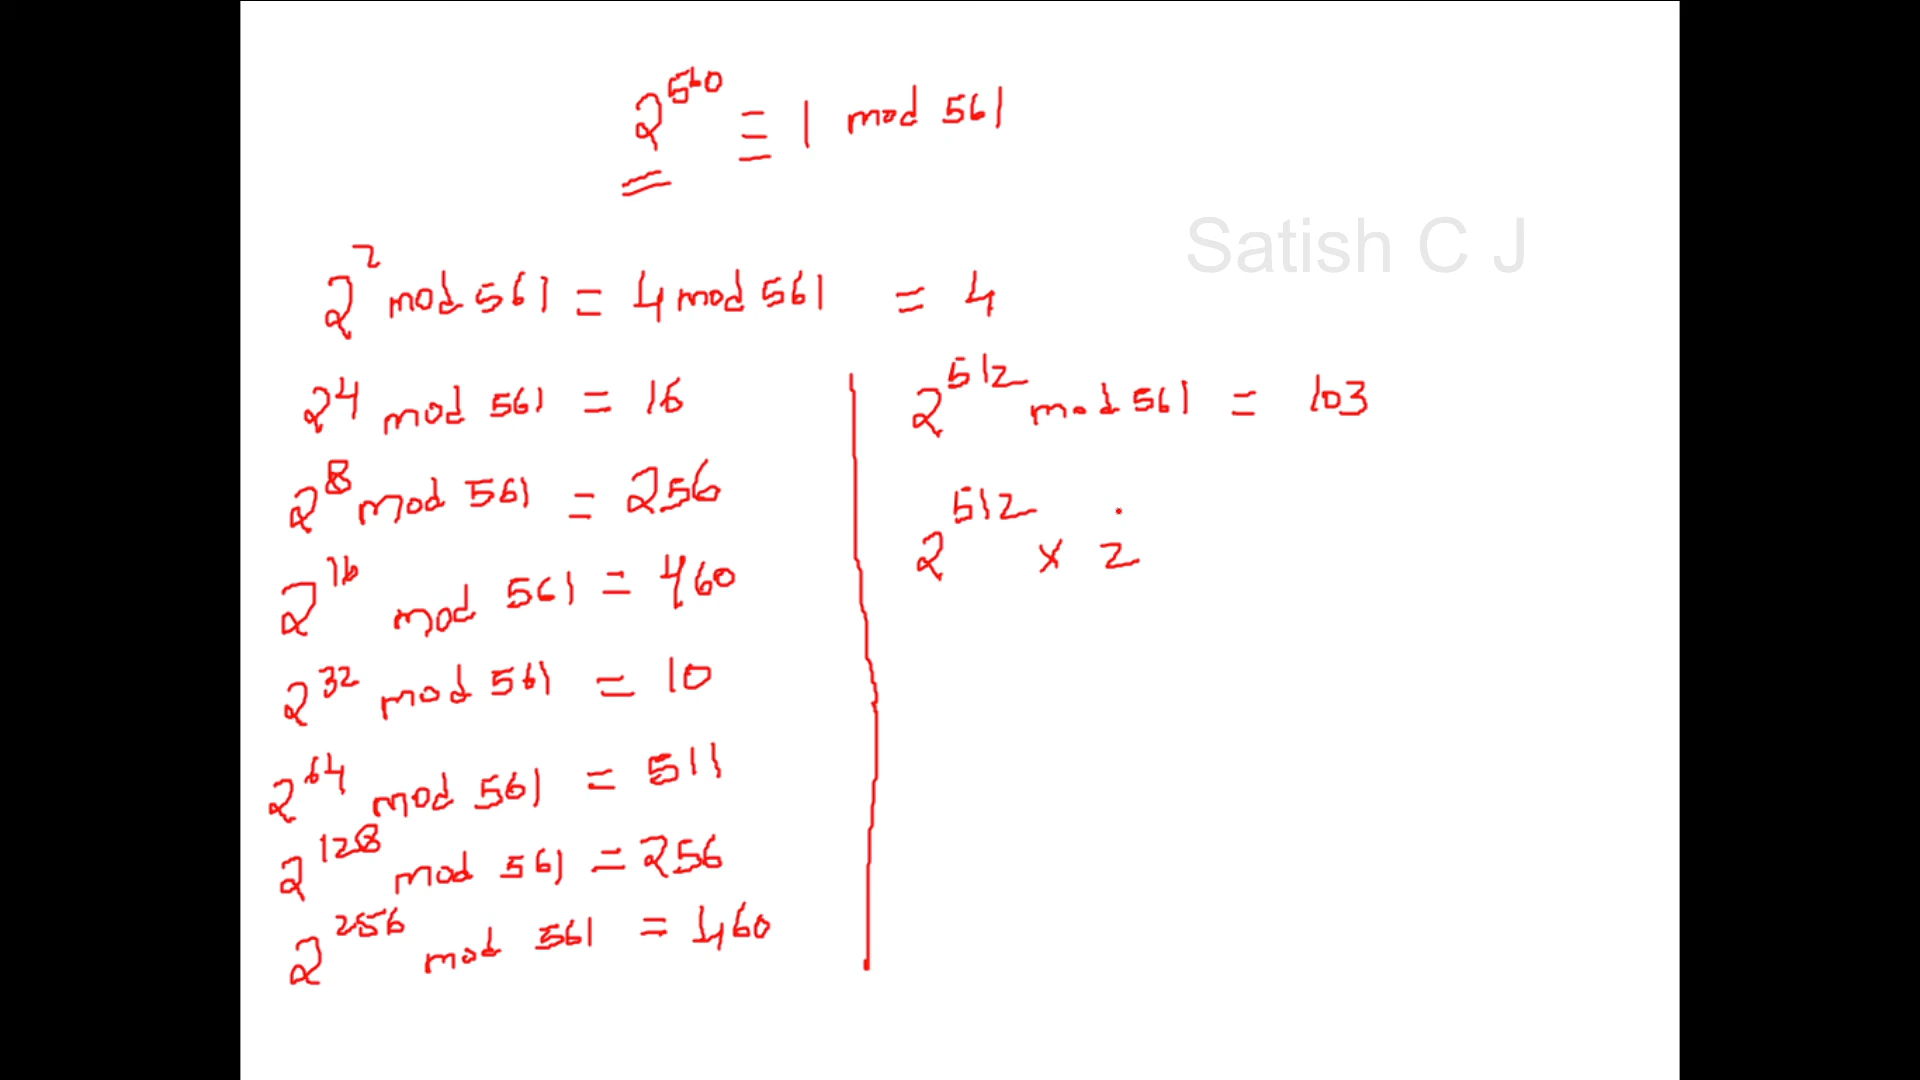 2^560 ≡ 1 mod 561
Satish C J
2^2 mod 561 = 4 mod 561 = 4
2^4 mod 561 = 16
2^8 mod 561 = 256
2^16 mod 561 = 460
2^32 mod 561 = 10
2^64 mod 561 = 511
2^128 mod 561 = 256
2^256 mod 561 = 460
2^512 mod 561 = 103
2^512 × 2